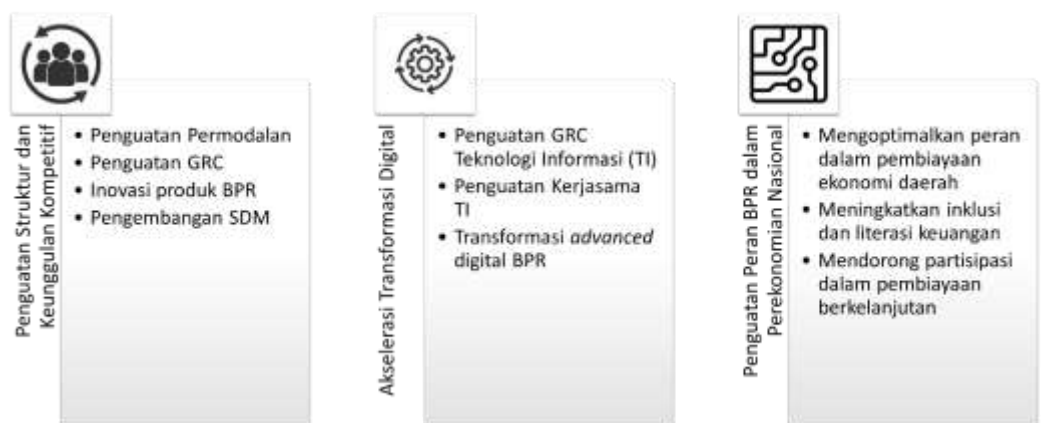 Penguatan Struktur dan
Keunggulan Kompetitif
• Penguatan Permodalan
• Penguatan GRC
• Inovasi produk BPR
• Pengembangan SDM
Akselerasi Transformasi Digital
• Penguatan GRC
Teknologi Informasi (TI)
• Penguatan Kerjasama
TI
• Transformasi advanced
digital BPR
Penguatan Peran BPR dalam
Perekonomian Nasional
• Mengoptimalkan peran
dalam pembiayaan
ekonomi daerah
• Meningkatkan inklusi
dan literasi keuangan
• Mendorong partisipasi
dalam pembiayaan
berkelanjutan